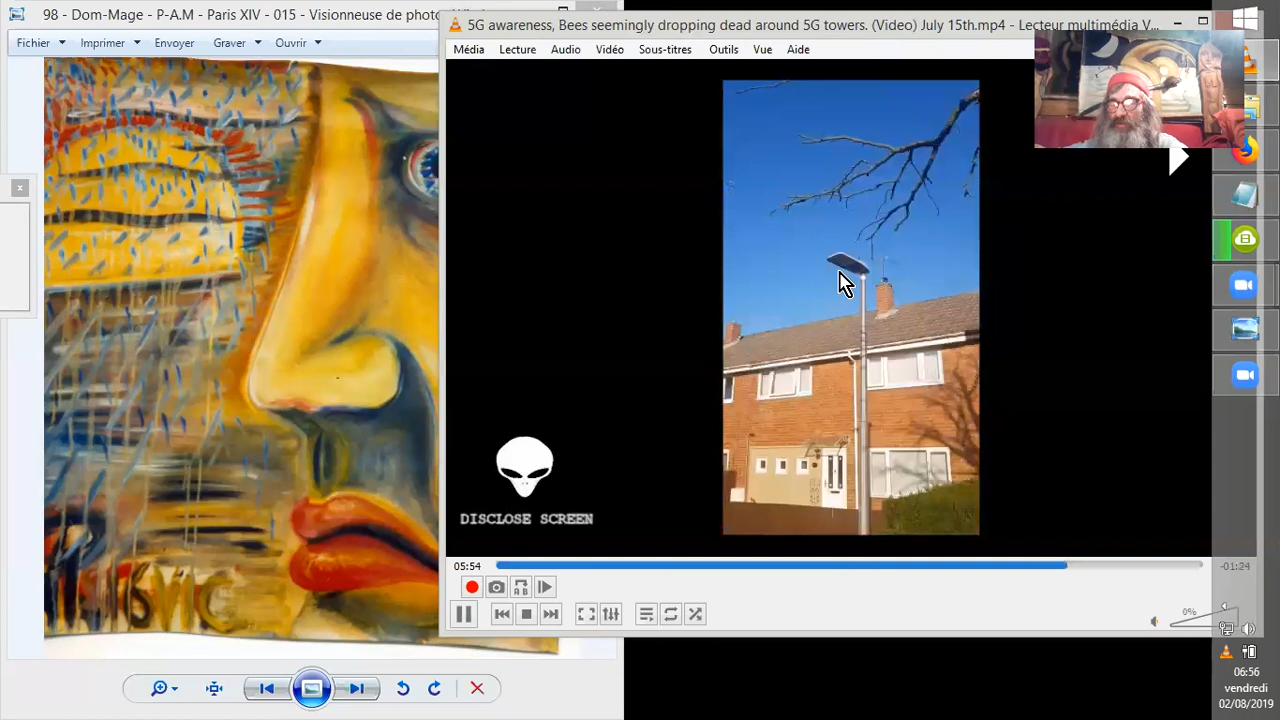 98 - Dom-Mage - P-A-M - Paris XIV - 015 - Visionneuse de photo
Fichier Imprimer Envoyer Graver Ouvrir
5G awareness, Bees seemingly dropping dead around 5G towers. (Video) July 15th.mp4 - Lecteur multimédia V...
Média Lecture Audio Vidéo Sous-titres Outils Vue Aide
SViC
DISCLOSE SCREEN
05:54
-01:24
0%
06:56
vendredi
02/08/2019